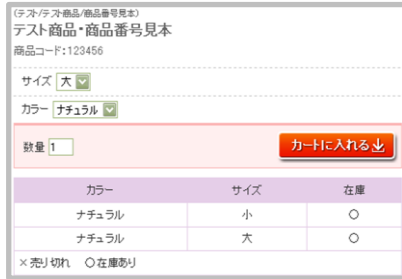 (テスト/テスト商品/商品番号見本)
テスト商品・商品番号見本
商品コード:123456
サイズ 大
カラー ナチュラル
数量 1 カートに入れる
カラー サイズ 在庫
ナチュラル 小 ○
ナチュラル 大 ○
×売り切れ ○在庫あり